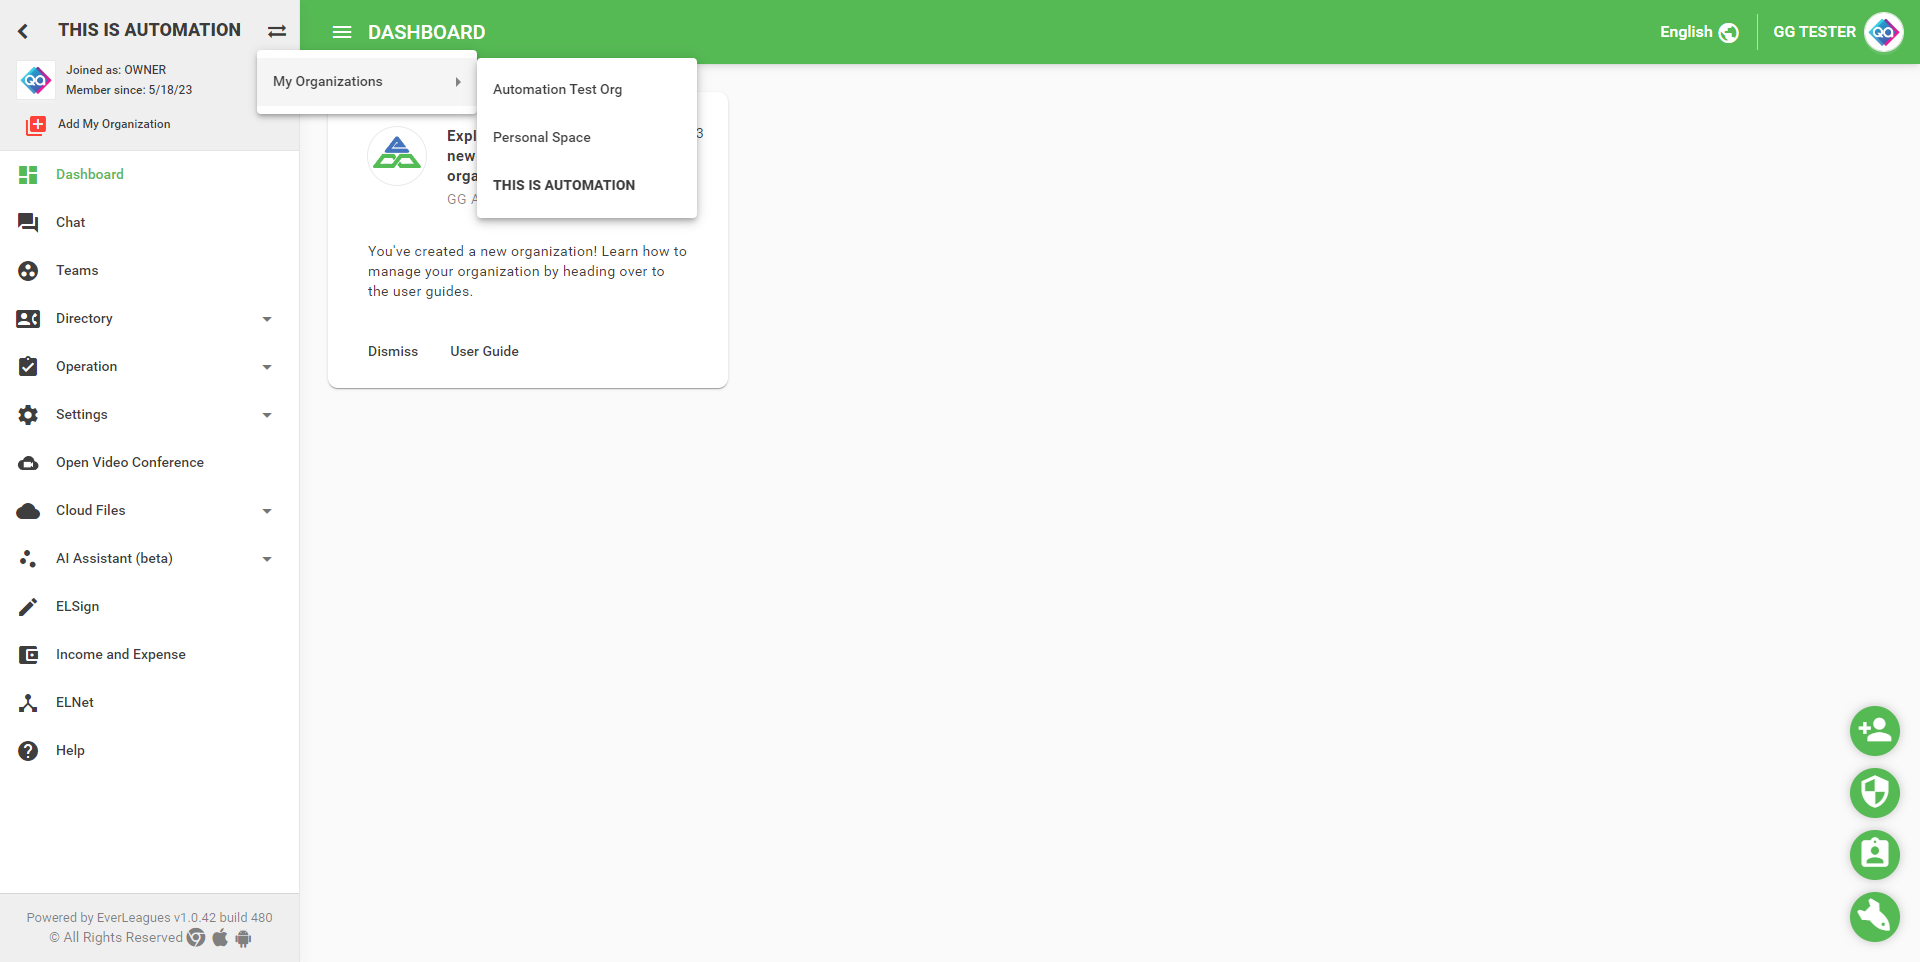 THIS IS AUTOMATION
Joined as: OWNER
Member since: 5/18/23
Add My Organization
Dashboard
Chat
Teams
Directory
Operation
Settings
Open Video Conference
Cloud Files
AI Assistant (beta)
ELSign
Income and Expense
ELNet
Help
Powered by EverLeagues v1.0.42 build 480
© All Rights Reserved
DASHBOARD
English
GG TESTER
My Organizations
Automation Test Org
Personal Space
THIS IS AUTOMATION
3
new
GG A
You've created a new organization! Learn how to
manage your organization by heading over to
the user guides.
Dismiss
User Guide